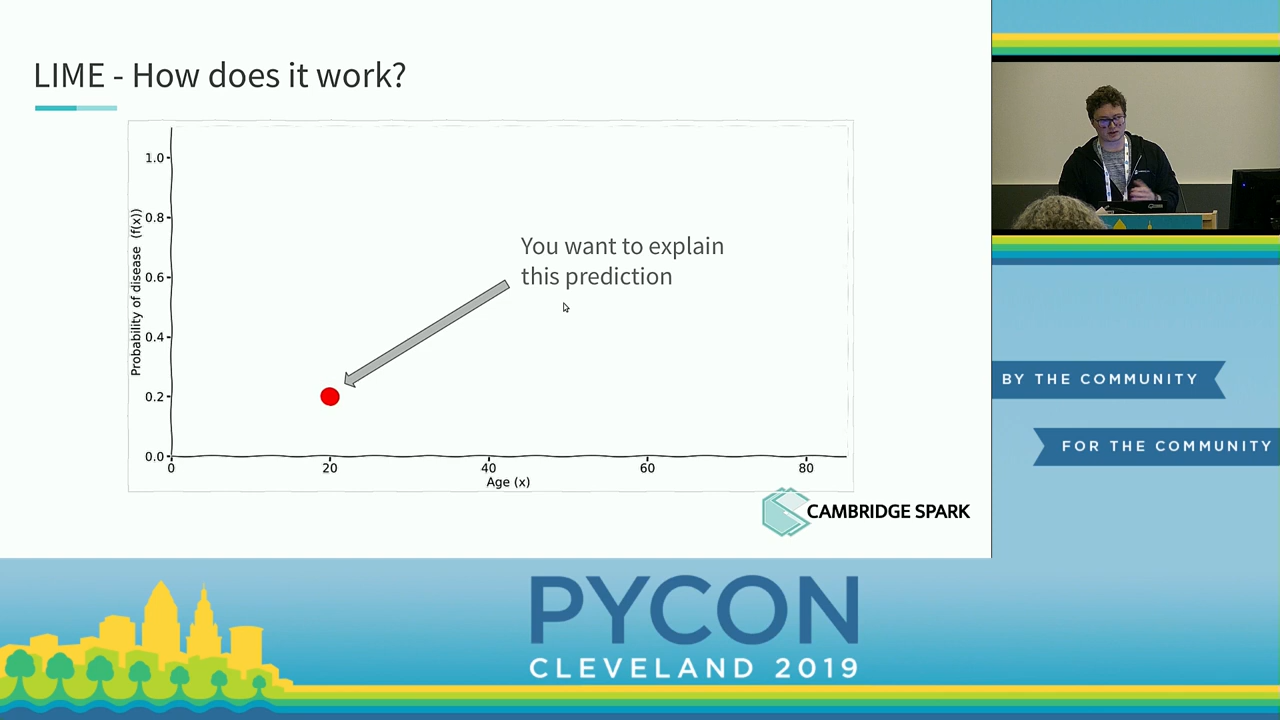 LIME - How does it work?
1.0
0.8
0.6
0.4
0.2
0.0
Probability of disease (f(x))
You want to explain
this prediction
0
20
40
60
80
Age (x)
CAMBRIDGE SPARK
BY THE COMMUNITY
FOR THE COMMUNITY
PYCON
CLEVELAND 2019